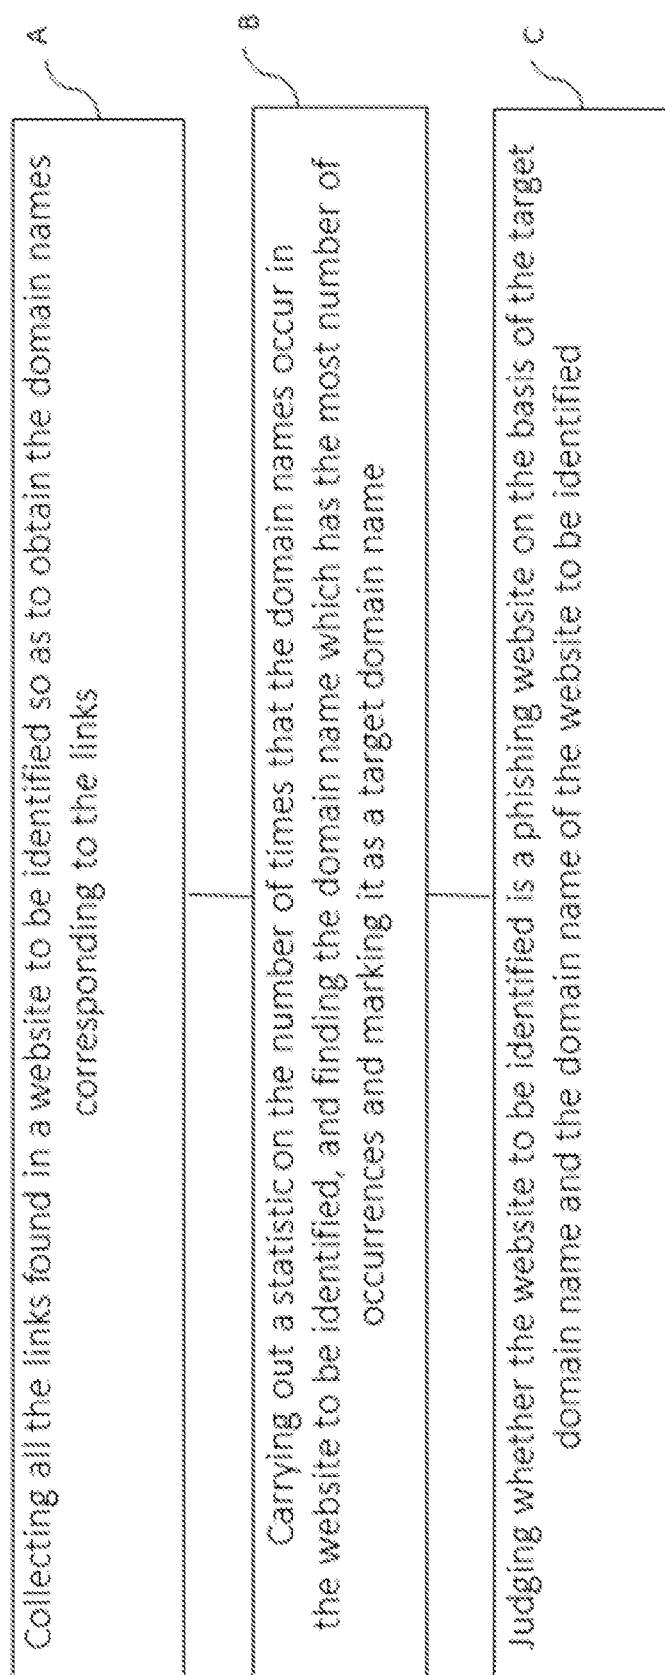 A
Collecting all the links found in a website to be identified so as to obtain the domain names
corresponding to the links
B
Carrying out a statistic on the number of times that the domain names occur in
the website to be identified, and finding the domain name which has the most number of
occurrences and marking it as a target domain name
C
Judging whether the website to be identified is a phishing website on the basis of the target
domain name and the domain name of the website to be identified